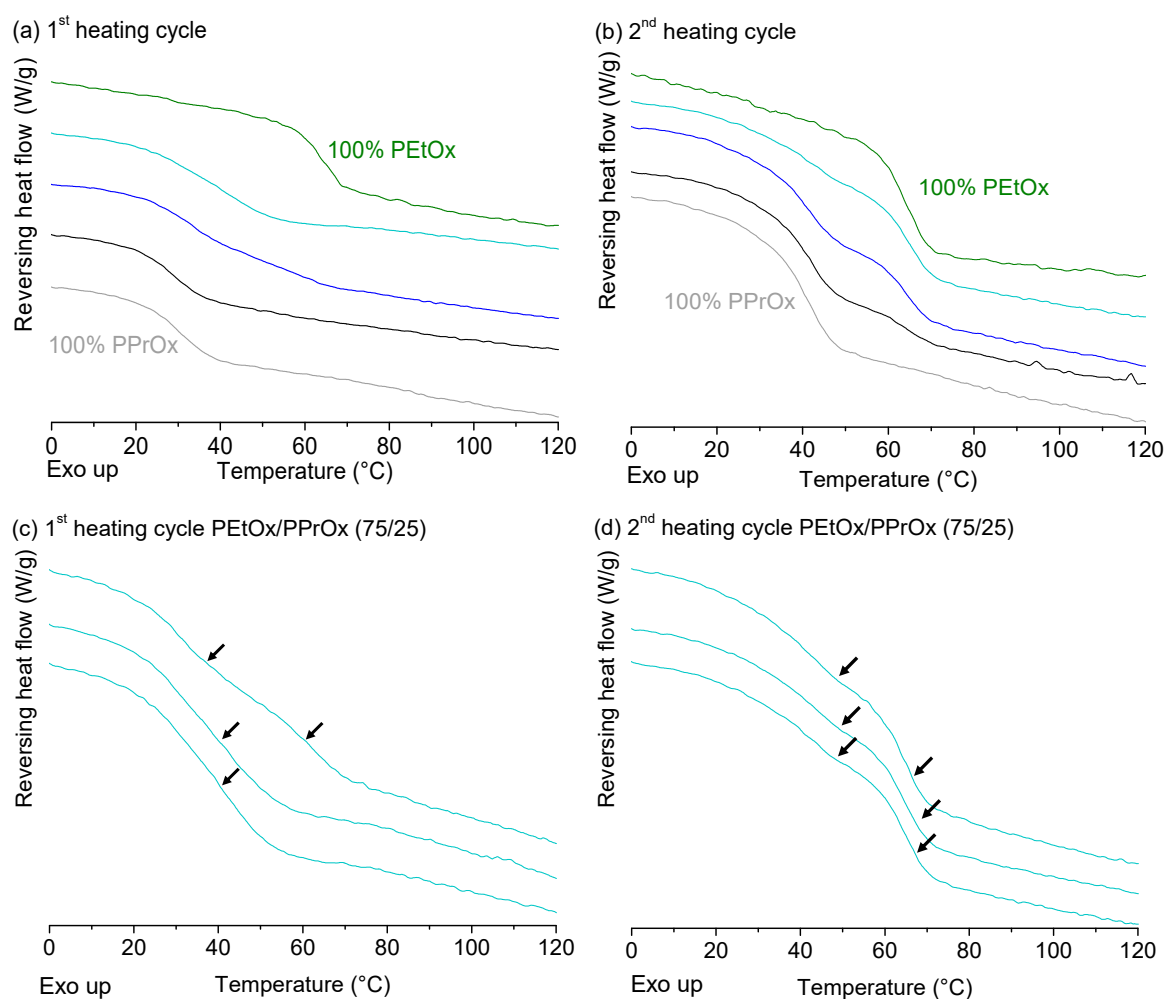 (a) 1st heating cycle
Reversing heat flow (W/g)
100% PEtOx
100% PPrOx
0 20 40 60 80 100 120
Exo up
Temperature (°C)
(b) 2nd heating cycle
Reversing heat flow (W/g)
100% PEtOx
100% PPrOx
0 20 40 60 80 100 120
Exo up
Temperature (°C)
(c) 1st heating cycle PEtOx/PPrOx (75/25)
Reversing heat flow (W/g)
0 20 40 60 80 100 120
Exo up
Temperature (°C)
(d) 2nd heating cycle PEtOx/PPrOx (75/25)
Reversing heat flow (W/g)
0 20 40 60 80 100 120
Exo up
Temperature (°C)